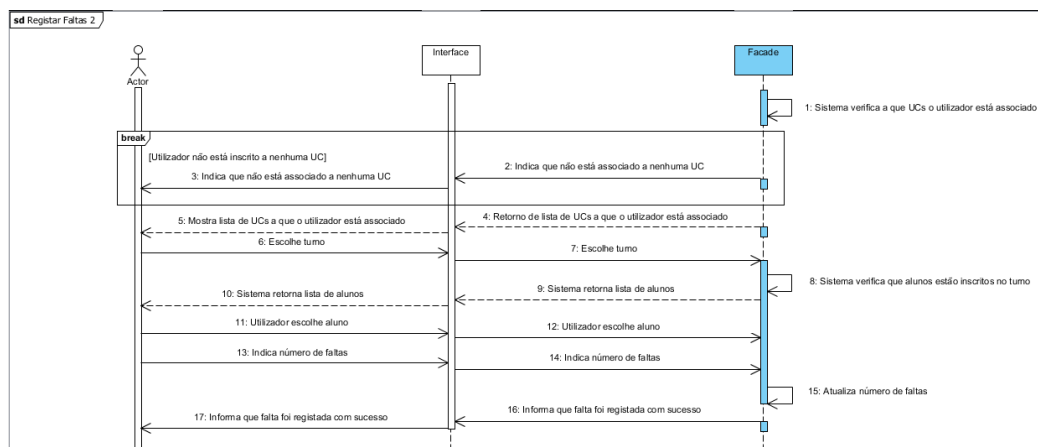 sd Registar Faltas 2
Actor
Interface
Facade
1: Sistema verifica a que UCs o utilizador está associado
break
[Utilizador não está inscrito a nenhuma UC]
2: Indica que não está associado a nenhuma UC
3: Indica que não está associado a nenhuma UC
4: Retorno de lista de UCs a que o utilizador está associado
5: Mostra lista de UCs a que o utilizador está associado
6: Escolhe turno
7: Escolhe turno
8: Sistema verifica que alunos estão inscritos no turno
9: Sistema retorna lista de alunos
10: Sistema retorna lista de alunos
11: Utilizador escolhe aluno
12: Utilizador escolhe aluno
13: Indica número de faltas
14: Indica número de faltas
15: Atualiza número de faltas
16: Informa que falta foi registada com sucesso
17: Informa que falta foi registada com sucesso